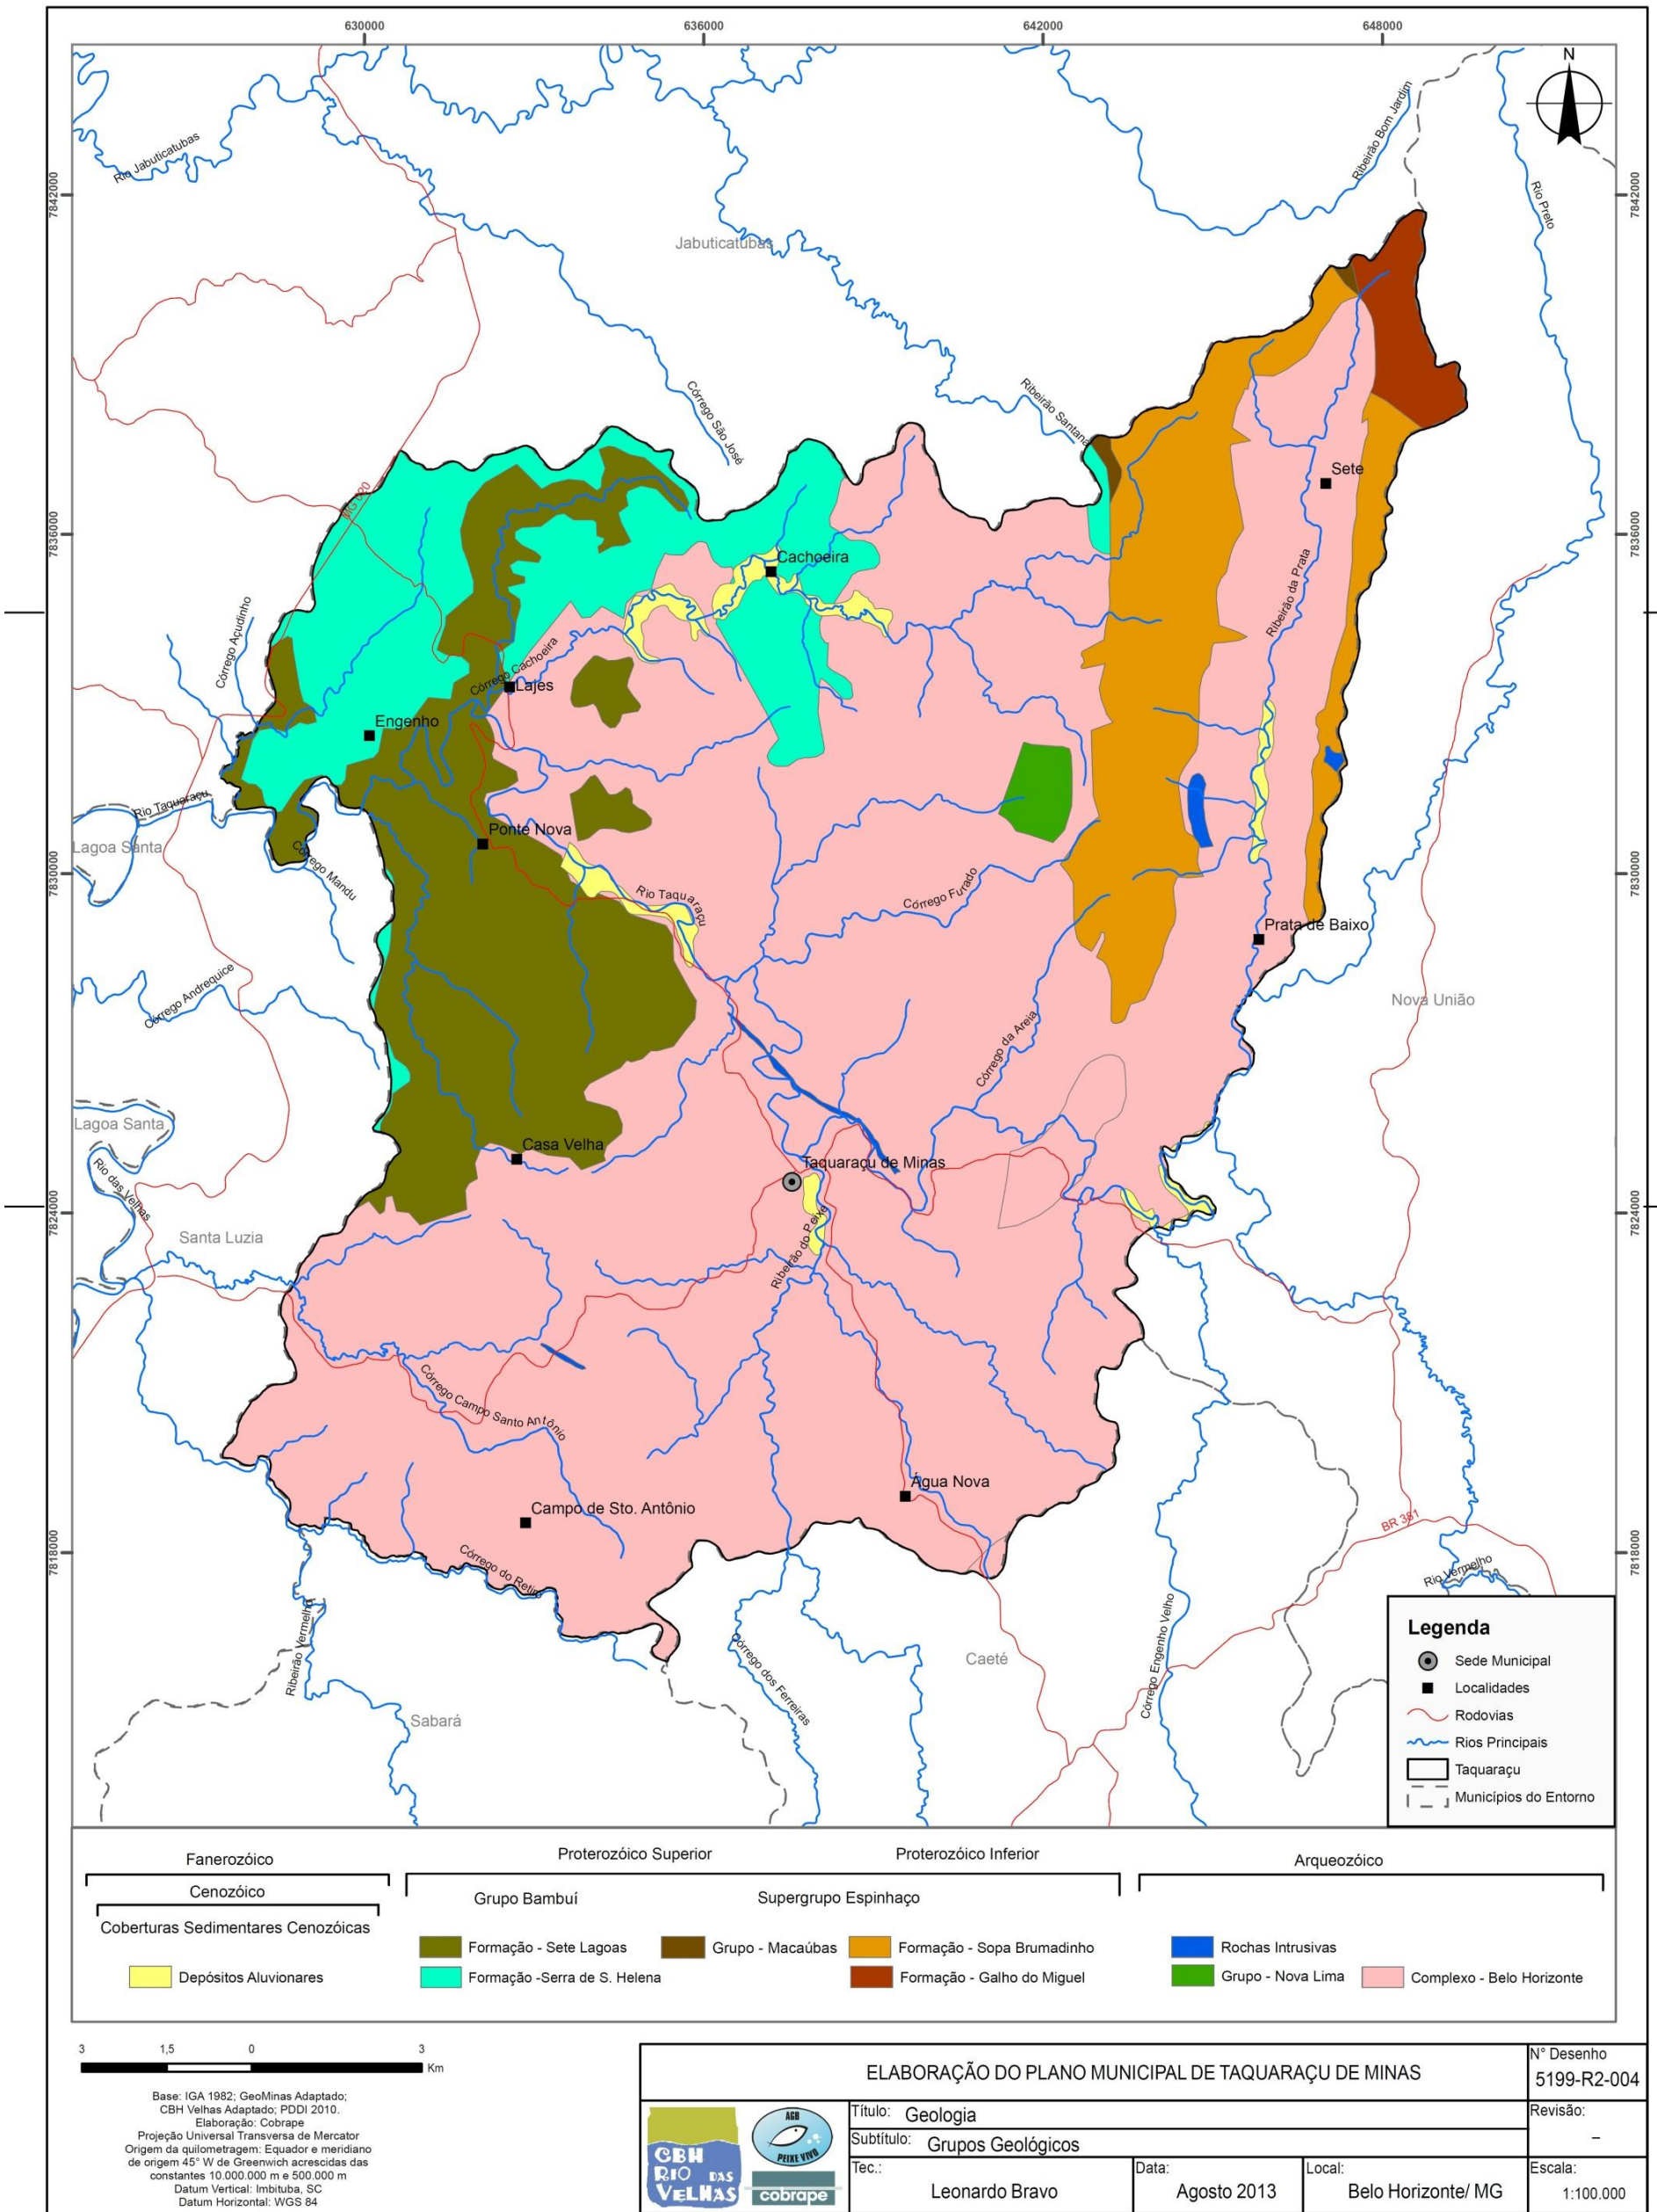 630000
636000
642000
648000
N
7842000
7842000
Rio Jabuticatubas
Ribeirão Bom Jardim
Rio Preto
Jabuticatubas
Córrego São José
Ribeirão Santana
MG 020
Sete
7836000
7836000
Cachoeira
Ribeirão da Prata
Córrego Açudinho
Córrego Cachoeira
Lajes
Engenho
Rio Taquaraçu
Ponte Nova
Lagoa Santa
Córrego Mandu
7830000
7830000
Rio Taquaraçu
Córrego Furado
Prata de Baixo
Córrego Andrequice
Nova União
Córrego da Areia
Lagoa Santa
Casa Velha
Taquaraçu de Minas
Rio das Velhas
7824000
7824000
Santa Luzia
Ribeirão do Peixe
Córrego Campo Santo Antônio
Água Nova
Campo de Sto. Antônio
BR 381
7818000
7818000
Córrego do Retiro
Rio Vermelho
Ribeirão Vermelho
Córrego dos Ferreiras
Caeté
Córrego Engenho Velho
Sabará
Legenda
Sede Municipal
Localidades
Rodovias
Rios Principais
Taquaraçu
Municípios do Entorno
Fanerozóico
Proterozóico Superior
Proterozóico Inferior
Arqueozóico
Cenozóico
Grupo Bambuí
Supergrupo Espinhaço
Coberturas Sedimentares Cenozóicas
Formação - Sete Lagoas
Grupo - Macaúbas
Formação - Sopa Brumadinho
Rochas Intrusivas
Depósitos Aluvionares
Formação -Serra de S. Helena
Formação - Galho do Miguel
Grupo - Nova Lima
Complexo - Belo Horizonte
3 1,5 0 3
Km
Base: IGA 1982; GeoMinas Adaptado;
CBH Velhas Adaptado; PDDI 2010.
Elaboração: Cobrape
Projeção Universal Transversa de Mercator
Origem da quilometragem: Equador e meridiano
de origem 45° W de Greenwich acrescidas das
constantes 10.000.000 m e 500.000 m
Datum Vertical: Imbituba, SC
Datum Horizontal: WGS 84
ELABORAÇÃO DO PLANO MUNICIPAL DE TAQUARAÇU DE MINAS
N° Desenho
5199-R2-004
CBH
RIO DAS
VELHAS
AGB
PEIXE VIVO
cobrape
Título: Geologia
Revisão:
–
Subtítulo: Grupos Geológicos
Tec.:
Leonardo Bravo
Data:
Agosto 2013
Local:
Belo Horizonte/ MG
Escala:
1:100.000